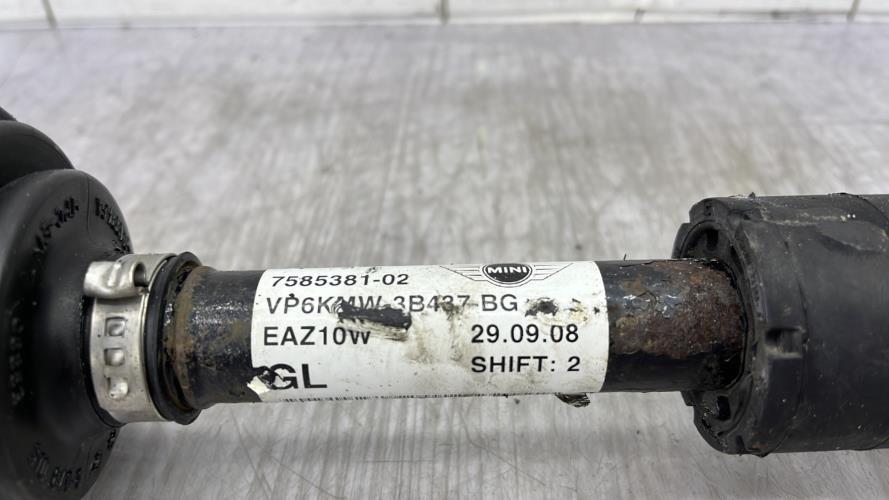 7585381-02
MINI
VP6KMW-3B437-BG
EAZ10W
29.09.08
GL
SHIFT: 2